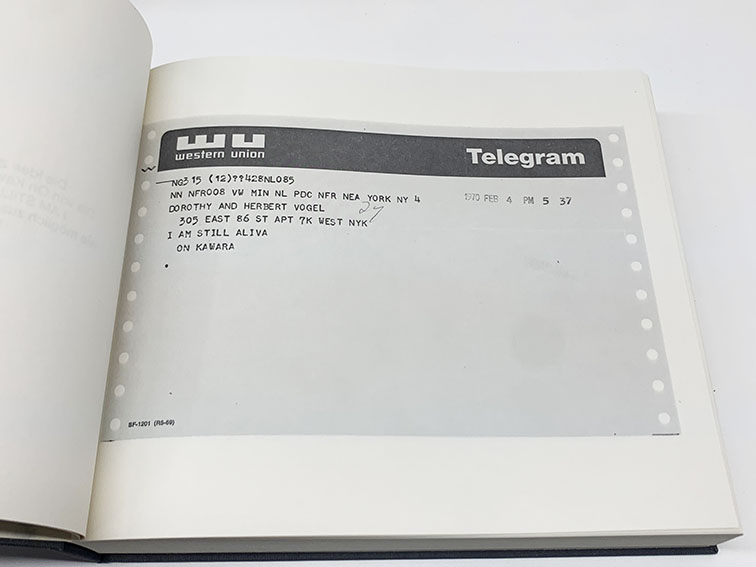 WU
western union
Telegram
NG315 (12)??428NL085
NN NFR008 VW MIN NL PDC NFR NEA YORK NY 4
1970 FEB 4 PM 5 37
DOROTHY AND HERBERT VOGEL
305 EAST 86 ST APT 7K WEST NYK
I AM STILL ALIVA
ON KAWARA
SF-1201 (R5-69)